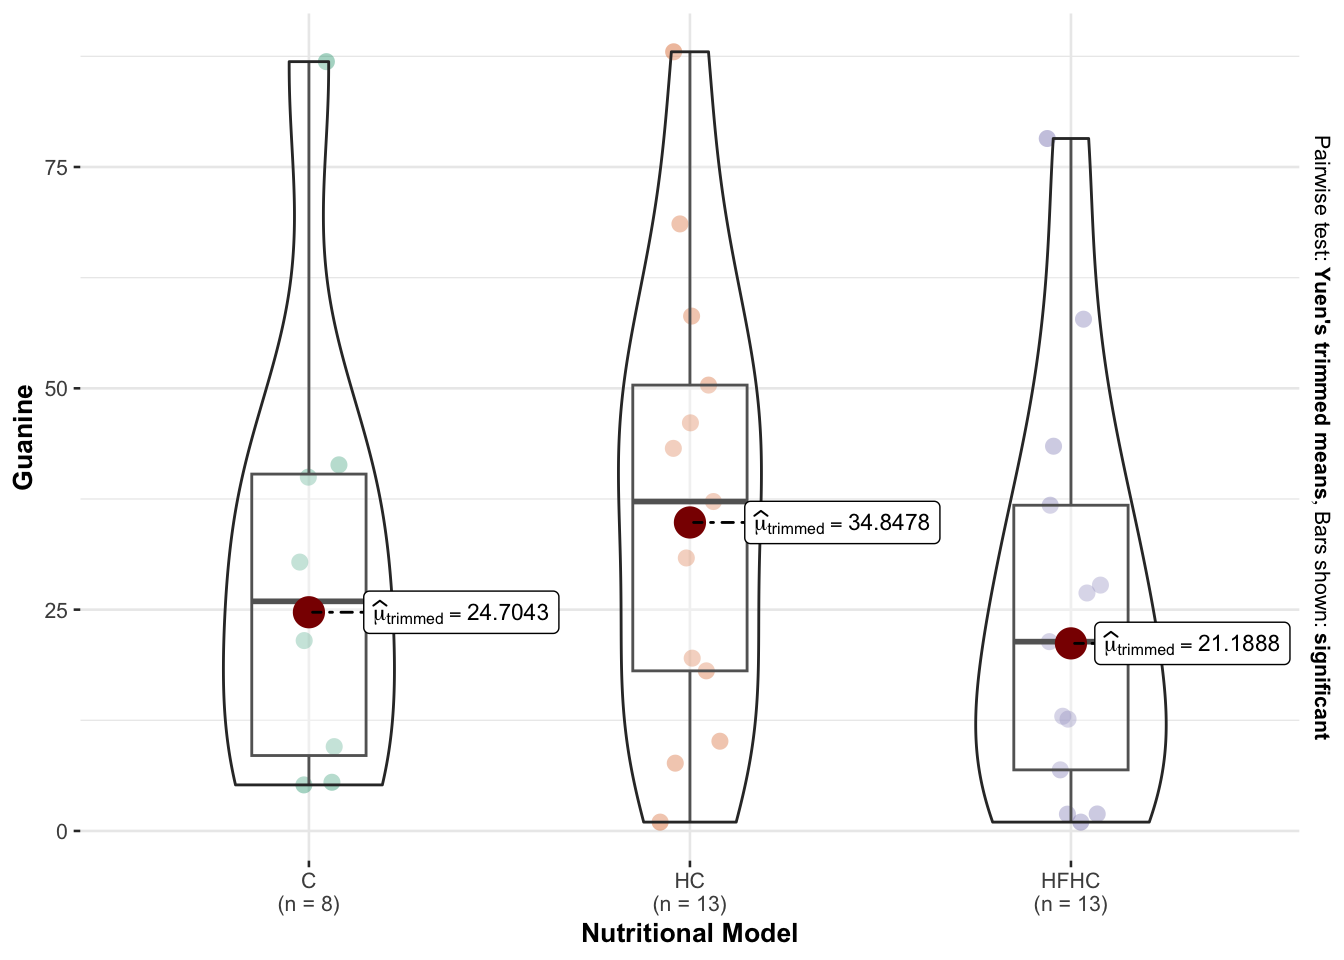 75
50
25
0
Guanine
μ̂trimmed = 24.7043
μ̂trimmed = 34.8478
μ̂trimmed = 21.1888
C
(n = 8)
HC
(n = 13)
HFHC
(n = 13)
Nutritional Model
Pairwise test: Yuen's trimmed means, Bars shown: significant